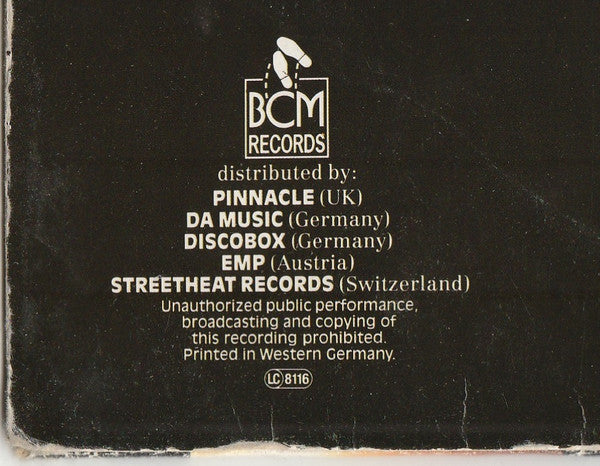 BCM
RECORDS
distributed by:
PINNACLE (UK)
DA MUSIC (Germany)
DISCOBOX (Germany)
EMP (Austria)
STREETHEAT RECORDS (Switzerland)
Unauthorized public performance,
broadcasting and copying of
this recording prohibited.
Printed in Western Germany.
LC 8116